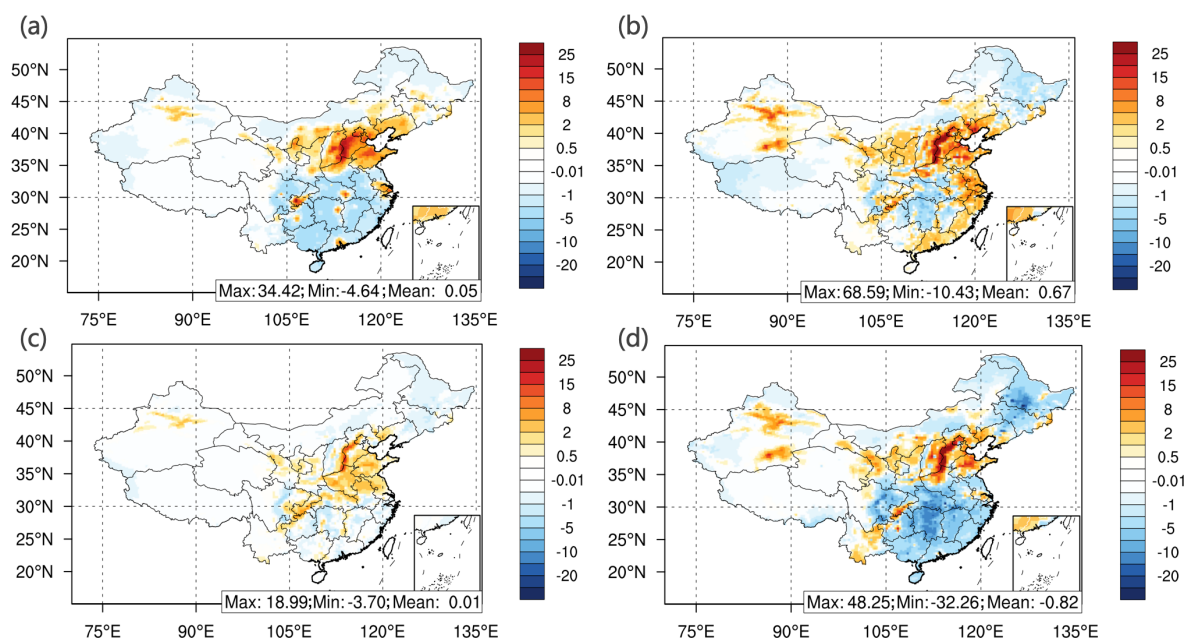 (a)
(b)
50°N
45°N
40°N
35°N
30°N
25°N
20°N
25
15
8
2
0.5
-0.01
-1
-5
-10
-20
Max:34.42;Min:-4.64;Mean: 0.05
75°E 90°E 105°E 120°E 135°E
50°N
45°N
40°N
35°N
30°N
25°N
20°N
25
15
8
2
0.5
-0.01
-1
-5
-10
-20
Max:68.59;Min:-10.43;Mean: 0.67
75°E 90°E 105°E 120°E 135°E
(c)
(d)
50°N
45°N
40°N
35°N
30°N
25°N
20°N
25
15
8
2
0.5
-0.01
-1
-5
-10
-20
Max: 18.99;Min:-3.70;Mean: 0.01
75°E 90°E 105°E 120°E 135°E
50°N
45°N
40°N
35°N
30°N
25°N
20°N
25
15
8
2
0.5
-0.01
-1
-5
-10
-20
Max: 48.25;Min:-32.26; Mean: -0.82
75°E 90°E 105°E 120°E 135°E